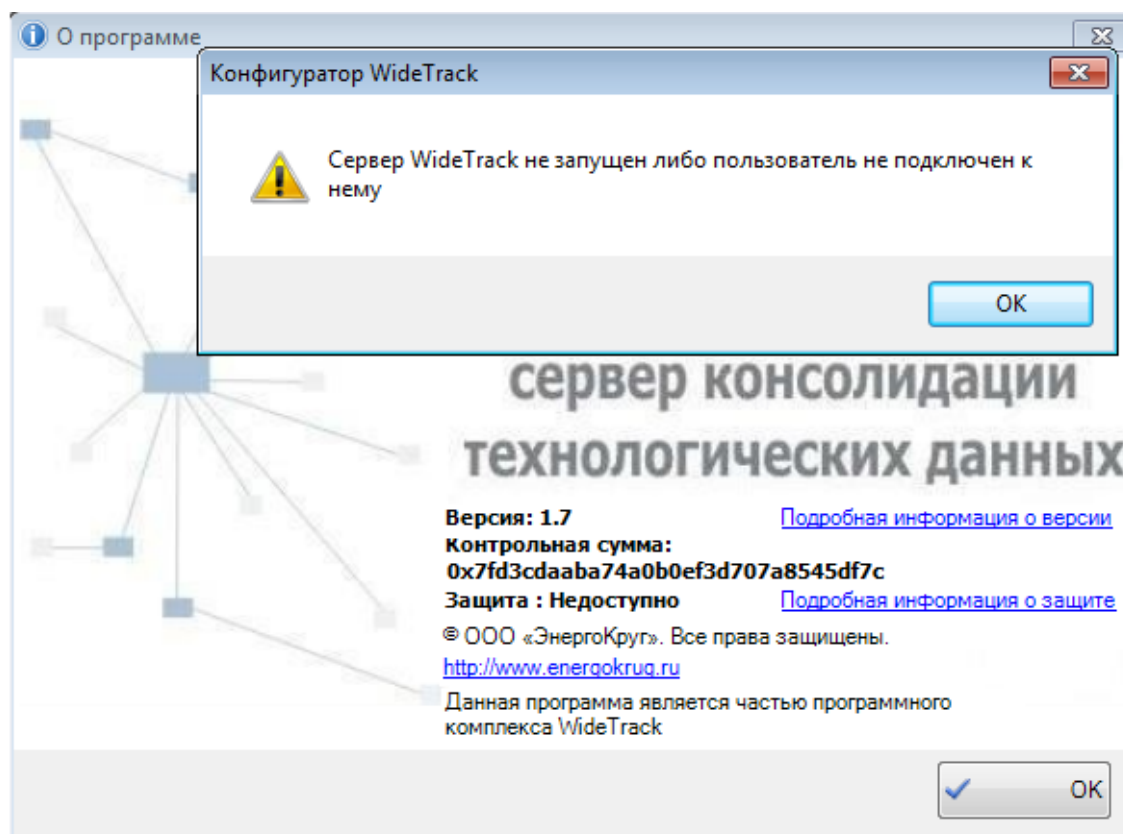 О программе
Конфигуратор WideTrack
Сервер WideTrack не запущен либо пользователь не подключен к
нему
OK
сервер консолидации
технологических данных
Версия: 1.7 Подробная информация о версии
Контрольная сумма:
0x7fd3cdaaba74a0b0ef3d707a8545df7c
Защита : Недоступно Подробная информация о защите
© ООО «ЭнергоКруг». Все права защищены.
http://www.energokrug.ru
Данная программа является частью программного
комплекса WideTrack
OK